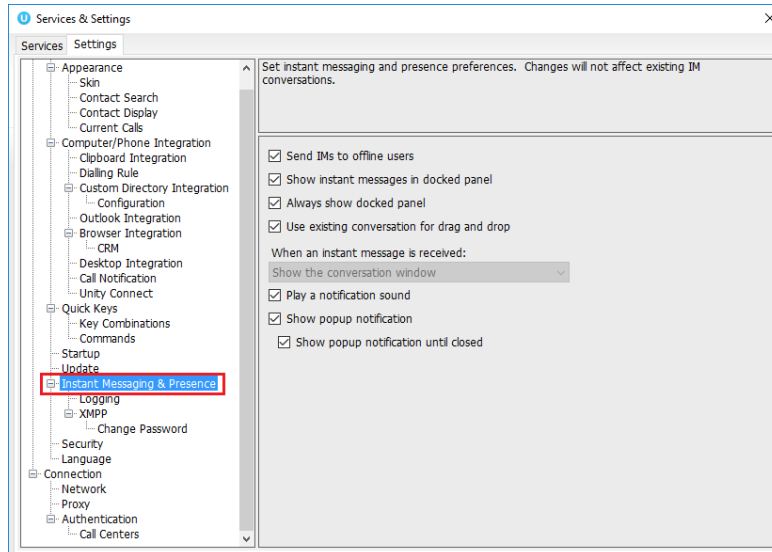 Services & Settings
Services Settings
Appearance
Skin
Contact Search
Contact Display
Current Calls
Computer/Phone Integration
Clipboard Integration
Dialling Rule
Custom Directory Integration
Configuration
Outlook Integration
Browser Integration
CRM
Desktop Integration
Call Notification
Unity Connect
Quick Keys
Key Combinations
Commands
Startup
Update
Instant Messaging & Presence
Logging
XMPP
Change Password
Security
Language
Connection
Network
Proxy
Authentication
Call Centers
Set instant messaging and presence preferences. Changes will not affect existing IM
conversations.
Send IMs to offline users
Show instant messages in docked panel
Always show docked panel
Use existing conversation for drag and drop
When an instant message is received:
Show the conversation window
Play a notification sound
Show popup notification
Show popup notification until closed